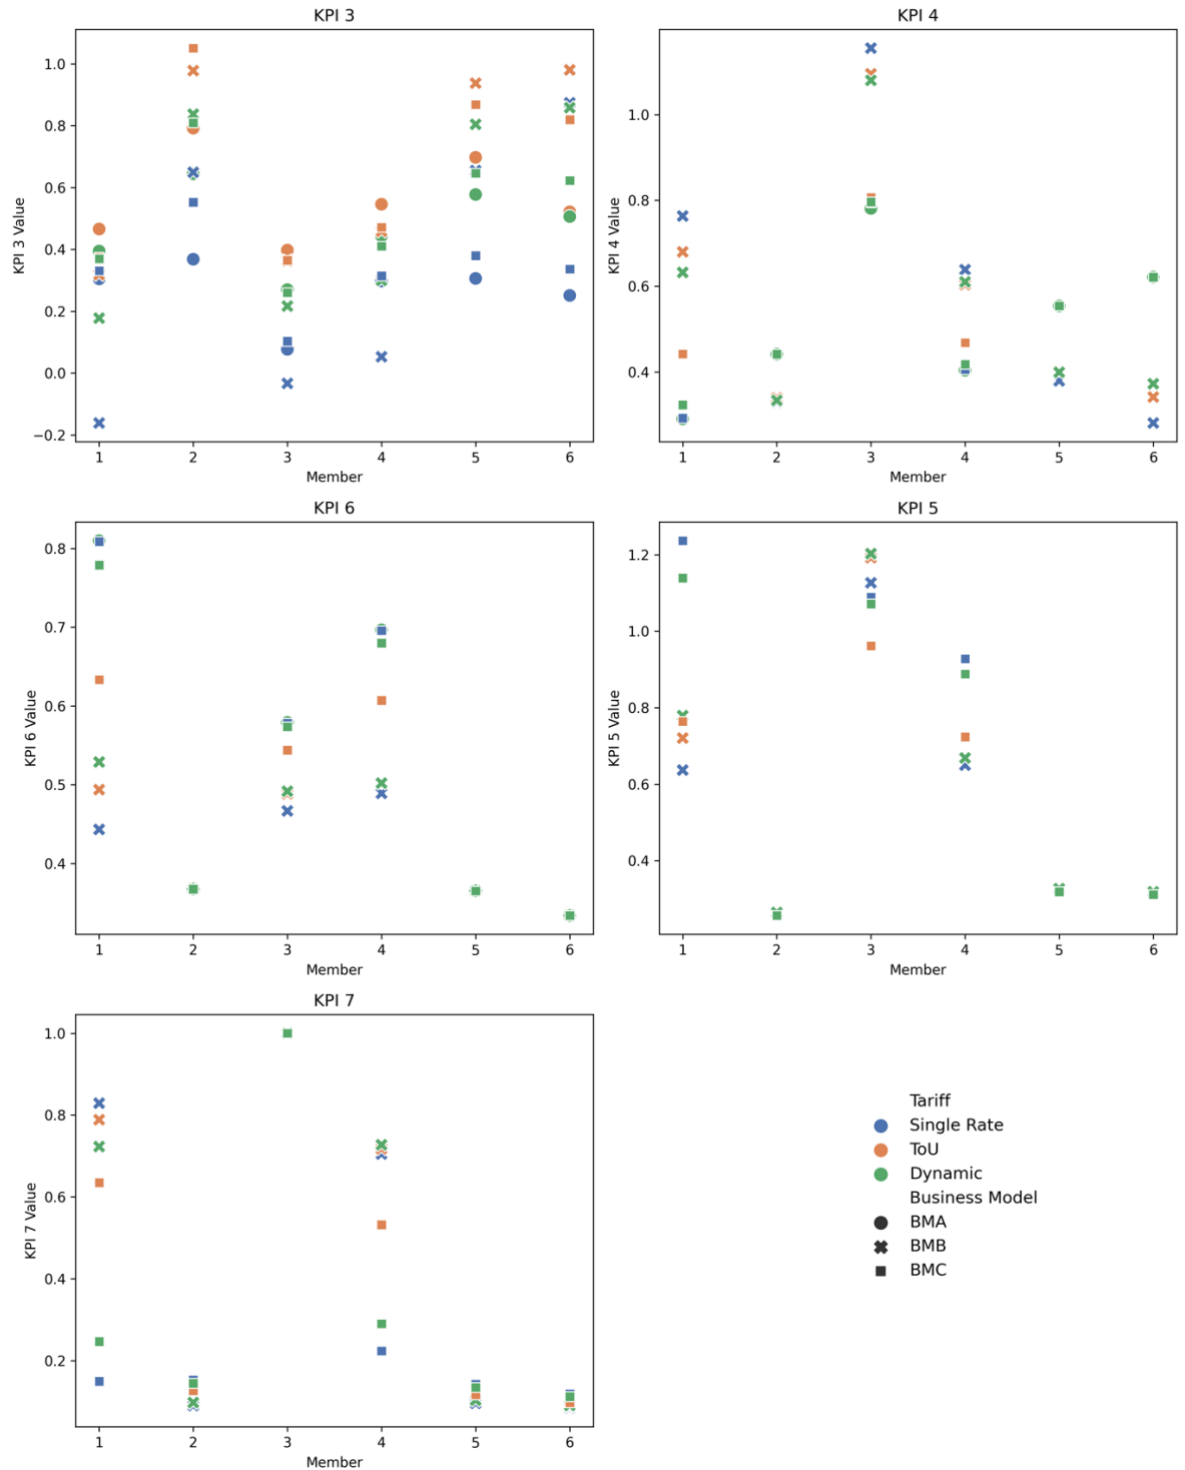 KPI 3
KPI 3 Value
1.0
0.8
0.6
0.4
0.2
0.0
−0.2
1 2 3 4 5 6
Member
KPI 4
KPI 4 Value
1.0
0.8
0.6
0.4
1 2 3 4 5 6
Member
KPI 6
KPI 6 Value
0.8
0.7
0.6
0.5
0.4
1 2 3 4 5 6
Member
KPI 5
KPI 5 Value
1.2
1.0
0.8
0.6
0.4
1 2 3 4 5 6
Member
KPI 7
KPI 7 Value
1.0
0.8
0.6
0.4
0.2
1 2 3 4 5 6
Member
Tariff
Single Rate
ToU
Dynamic
Business Model
BMA
BMB
BMC